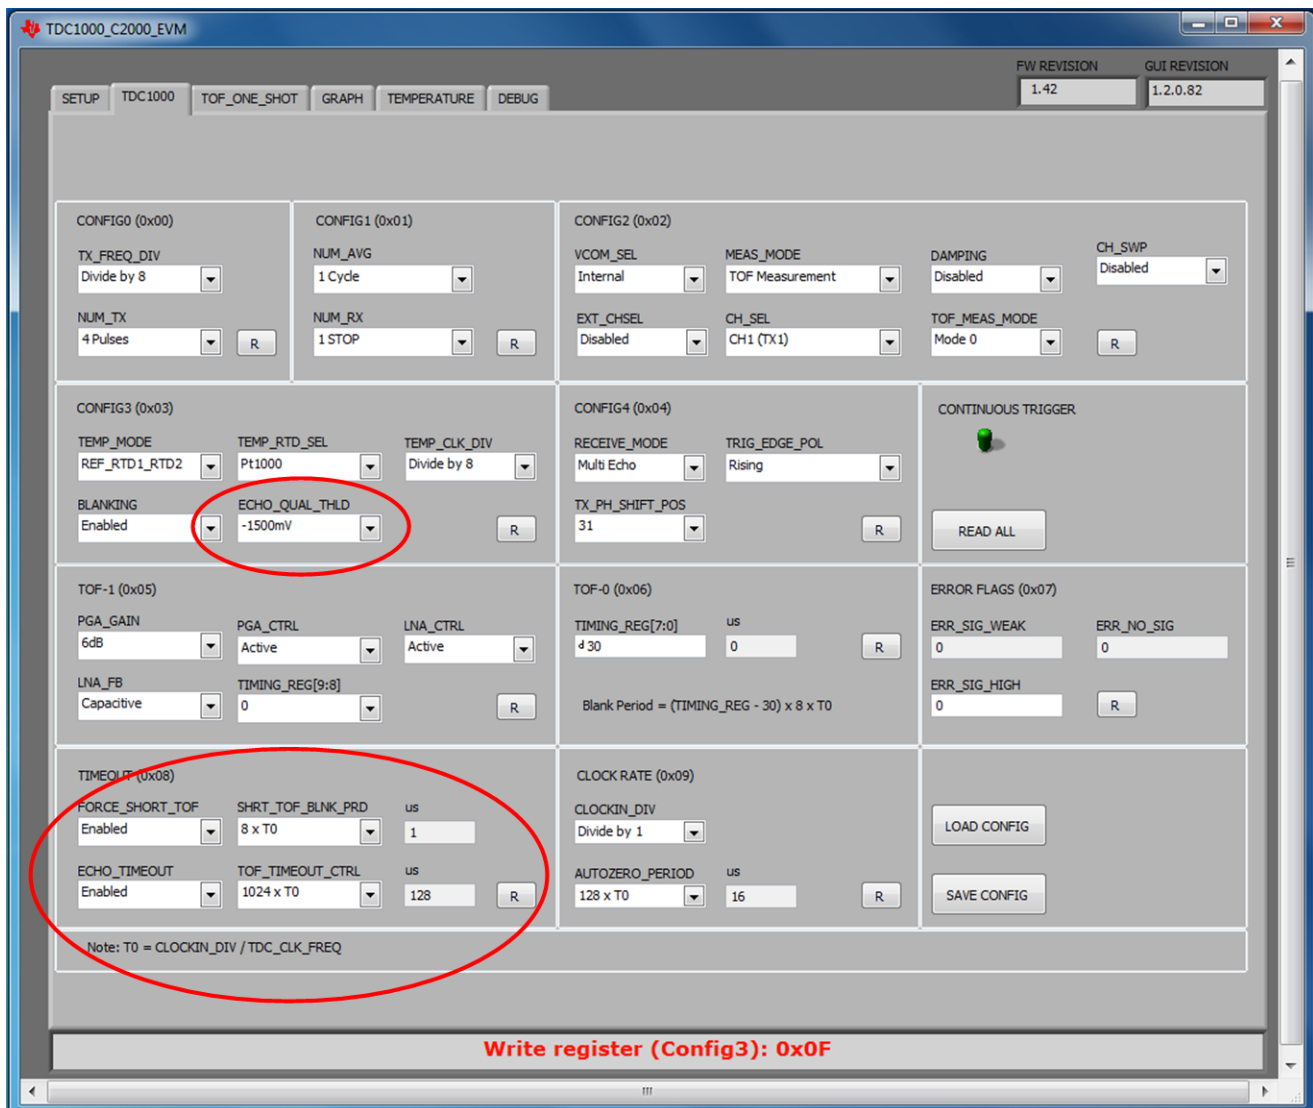 TDC1000_C2000_EVM
FW REVISION GUI REVISION
1.42 1.2.0.82
SETUP TDC1000 TOF_ONE_SHOT GRAPH TEMPERATURE DEBUG
CONFIG0 (0x00) CONFIG1 (0x01) CONFIG2 (0x02)
TX_FREQ_DIV NUM_AVG VCOM_SEL MEAS_MODE DAMPING CH_SWP
Divide by 8 1 Cycle Internal TOF Measurement Disabled Disabled
NUM_TX NUM_RX EXT_CHSEL CH_SEL TOF_MEAS_MODE
4 Pulses R 1 STOP R Disabled CH1 (TX1) Mode 0 R
CONFIG3 (0x03) CONFIG4 (0x04) CONTINUOUS TRIGGER
TEMP_MODE TEMP_RTD_SEL TEMP_CLK_DIV RECEIVE_MODE TRIG_EDGE_POL
REF_RTD1_RTD2 Pt1000 Divide by 8 Multi Echo Rising
BLANKING ECHO_QUAL_THLD TX_PH_SHIFT_POS
Enabled -1500mV R 31 R READ ALL
TOF-1 (0x05) TOF-0 (0x06) ERROR FLAGS (0x07)
PGA_GAIN PGA_CTRL LNA_CTRL TIMING_REG[7:0] us ERR_SIG_WEAK ERR_NO_SIG
6dB Active Active d 30 0 R 0 0
LNA_FB TIMING_REG[9:8] ERR_SIG_HIGH
Capacitive 0 R Blank Period = (TIMING_REG - 30) x 8 x T0 0 R
TIMEOUT (0x08) CLOCK RATE (0x09)
FORCE_SHORT_TOF SHRT_TOF_BLNK_PRD us CLOCKIN_DIV
Enabled 8 x T0 1 Divide by 1 LOAD CONFIG
ECHO_TIMEOUT TOF_TIMEOUT_CTRL us AUTOZERO_PERIOD us
Enabled 1024 x T0 128 R 128 x T0 16 R SAVE CONFIG
Note: T0 = CLOCKIN_DIV / TDC_CLK_FREQ
Write register (Config3): 0x0F